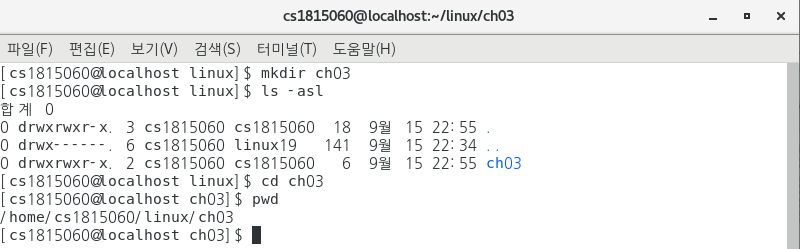 cs1815060@localhost:~/linux/ch03
파일(F) 편집(E) 보기(V) 검색(S) 터미널(T) 도움말(H)
[cs1815060@localhost linux]$ mkdir ch03
[cs1815060@localhost linux]$ ls -asl
합계 0
0 drwxrwxr-x. 3 cs1815060 cs1815060  18  9월  15 22:55 .
0 drwx------. 6 cs1815060 linux19   141  9월  15 22:34 ..
0 drwxrwxr-x. 2 cs1815060 cs1815060   6  9월  15 22:55 ch03
[cs1815060@localhost linux]$ cd ch03
[cs1815060@localhost ch03]$ pwd
/home/cs1815060/linux/ch03
[cs1815060@localhost ch03]$